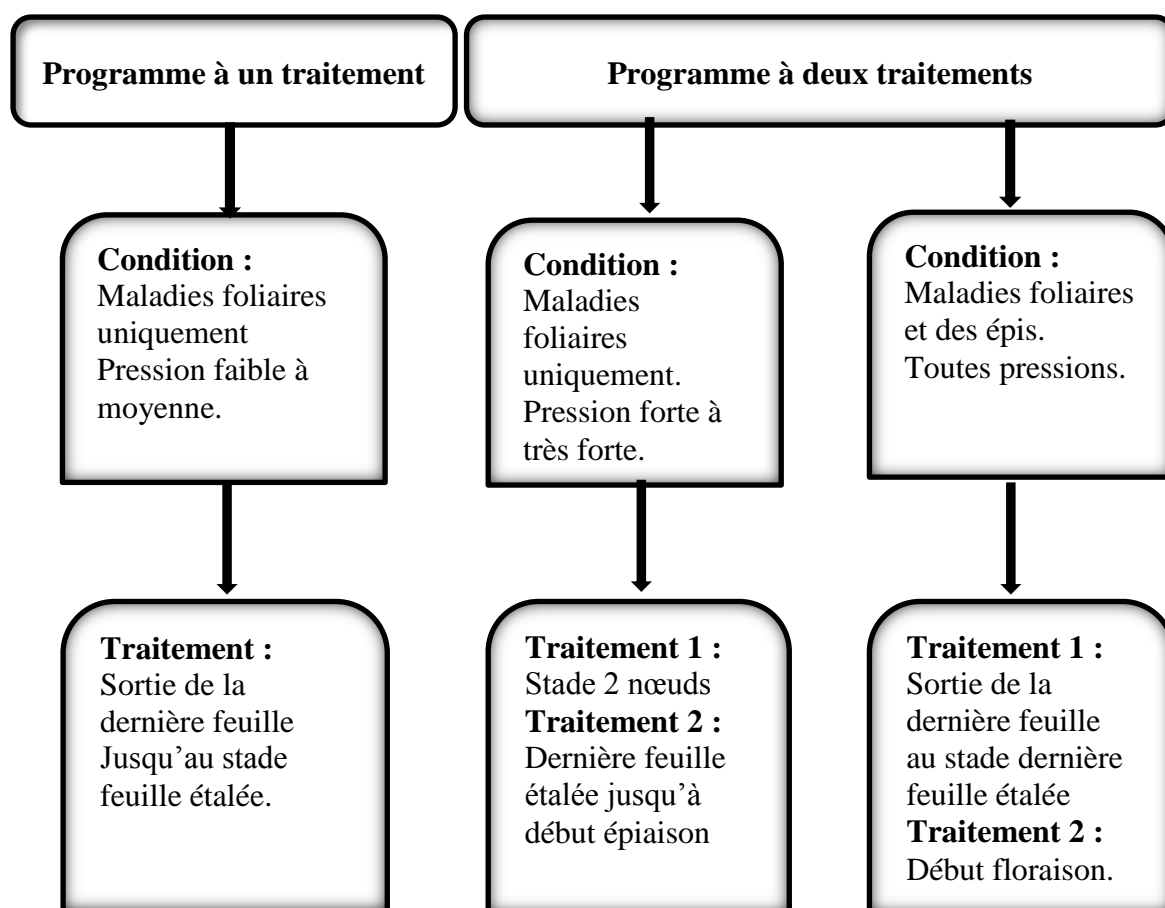 Programme à un traitement
Programme à deux traitements
Condition :
Maladies foliaires
uniquement
Pression faible à
moyenne.
Condition :
Maladies
foliaires
uniquement.
Pression forte à
très forte.
Condition :
Maladies foliaires
et des épis.
Toutes pressions.
Traitement :
Sortie de la
dernière feuille
Jusqu’au stade
feuille étalée.
Traitement 1 :
Stade 2 nœuds
Traitement 2 :
Dernière feuille
étalée jusqu’à
début épiaison
Traitement 1 :
Sortie de la
dernière feuille
au stade dernière
feuille étalée
Traitement 2 :
Début floraison.